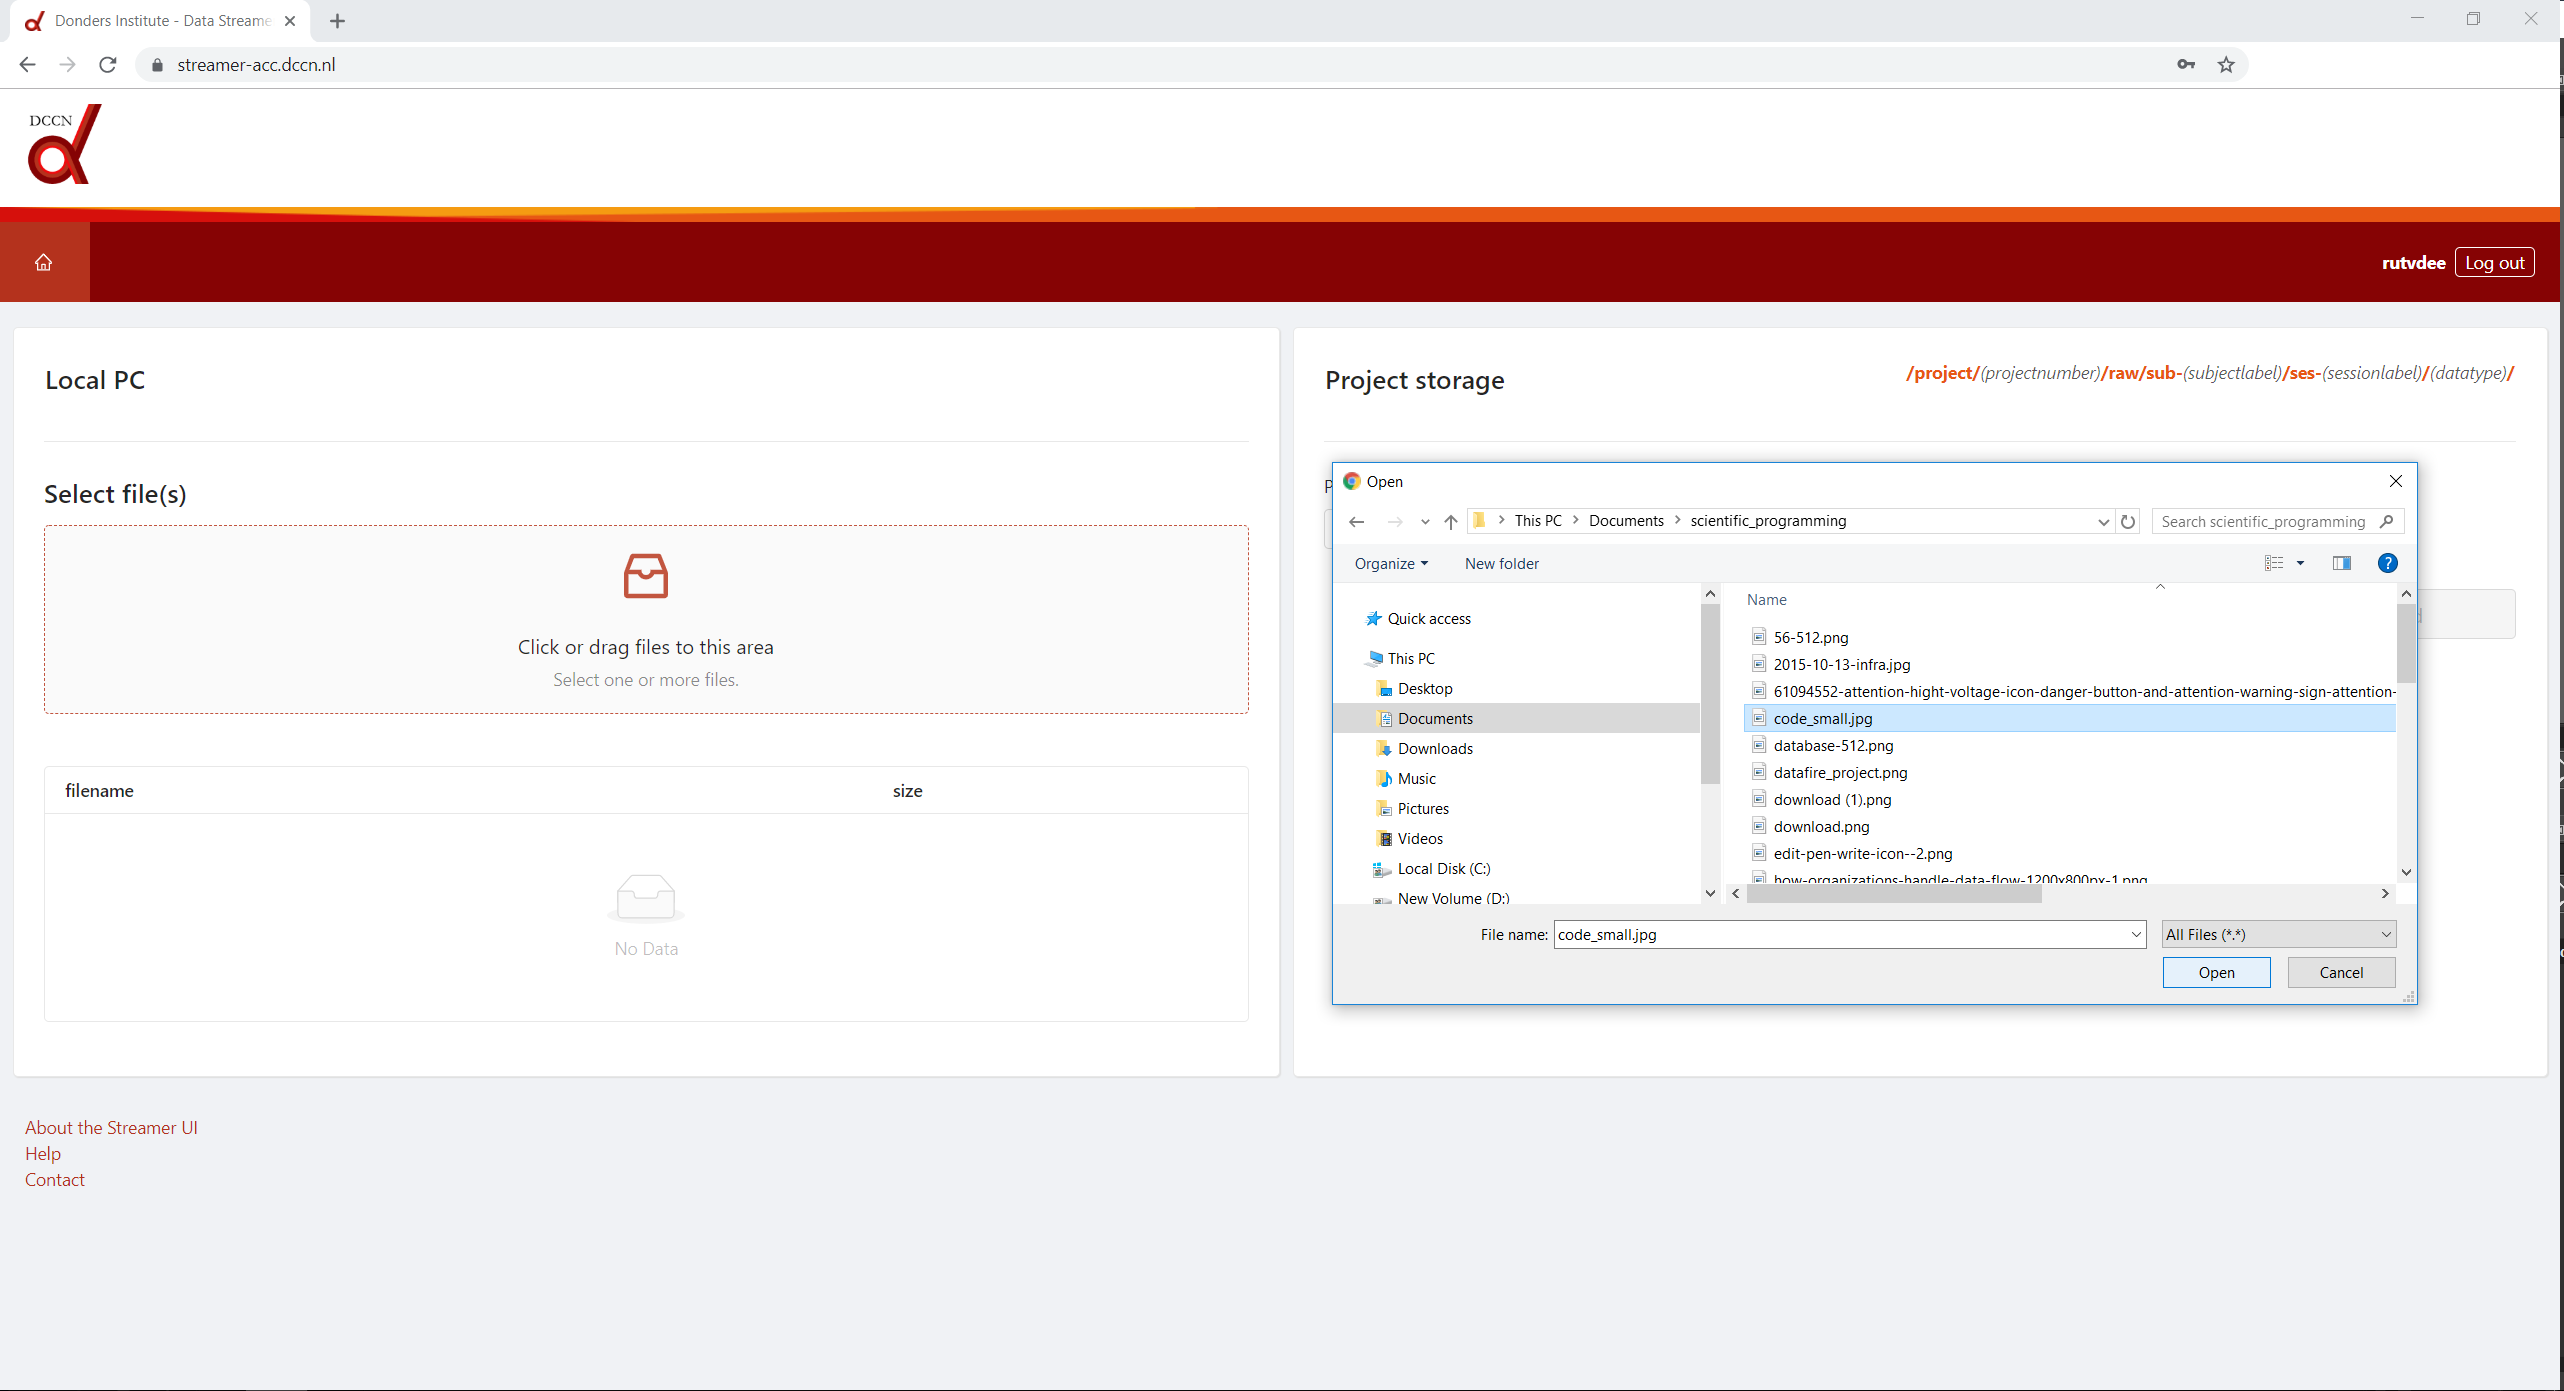 Donders Institute - Data Streame
streamer-acc.dccn.nl
DCCN
rutvdee
Log out
Local PC
Select file(s)
Click or drag files to this area
Select one or more files.
filename size
No Data
Project storage
/project/(projectnumber)/raw/sub-(subjectlabel)/ses-(sessionlabel)/(datatype)/
P
Open
This PC > Documents > scientific_programming
Search scientific_programming
Organize
New folder
?
Quick access
This PC
Desktop
Documents
Downloads
Music
Pictures
Videos
Local Disk (C:)
New Volume (D:)
Name
56-512.png
2015-10-13-infra.jpg
61094552-attention-hight-voltage-icon-danger-button-and-attention-warning-sign-attention-
code_small.jpg
database-512.png
datafire_project.png
download (1).png
download.png
edit-pen-write-icon--2.png
how-organizations-handle-data-flow-1200x800px-1.png
File name: code_small.jpg
All Files (*.*)
Open
Cancel
About the Streamer UI
Help
Contact